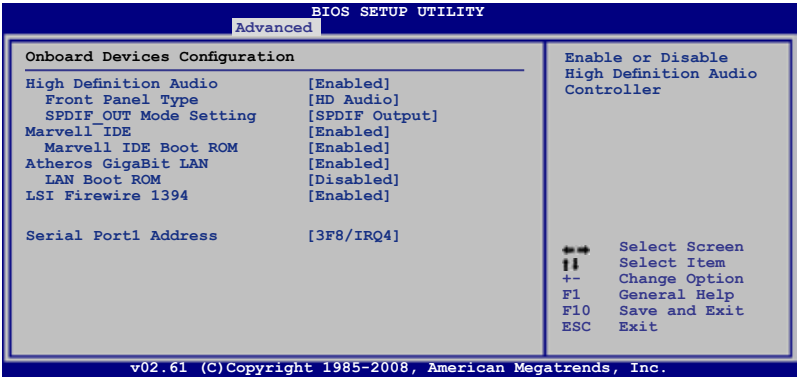 BIOS SETUP UTILITY
Advanced
Onboard Devices Configuration
High Definition Audio [Enabled]
Front Panel Type [HD Audio]
SPDIF_OUT Mode Setting [SPDIF Output]
Marvell IDE [Enabled]
Marvell IDE Boot ROM [Enabled]
Atheros GigaBit LAN [Enabled]
LAN Boot ROM [Disabled]
LSI Firewire 1394 [Enabled]
Serial Port1 Address [3F8/IRQ4]
Enable or Disable
High Definition Audio
Controller
←→ Select Screen
↑↓ Select Item
+- Change Option
F1 General Help
F10 Save and Exit
ESC Exit
v02.61 (C)Copyright 1985-2008, American Megatrends, Inc.